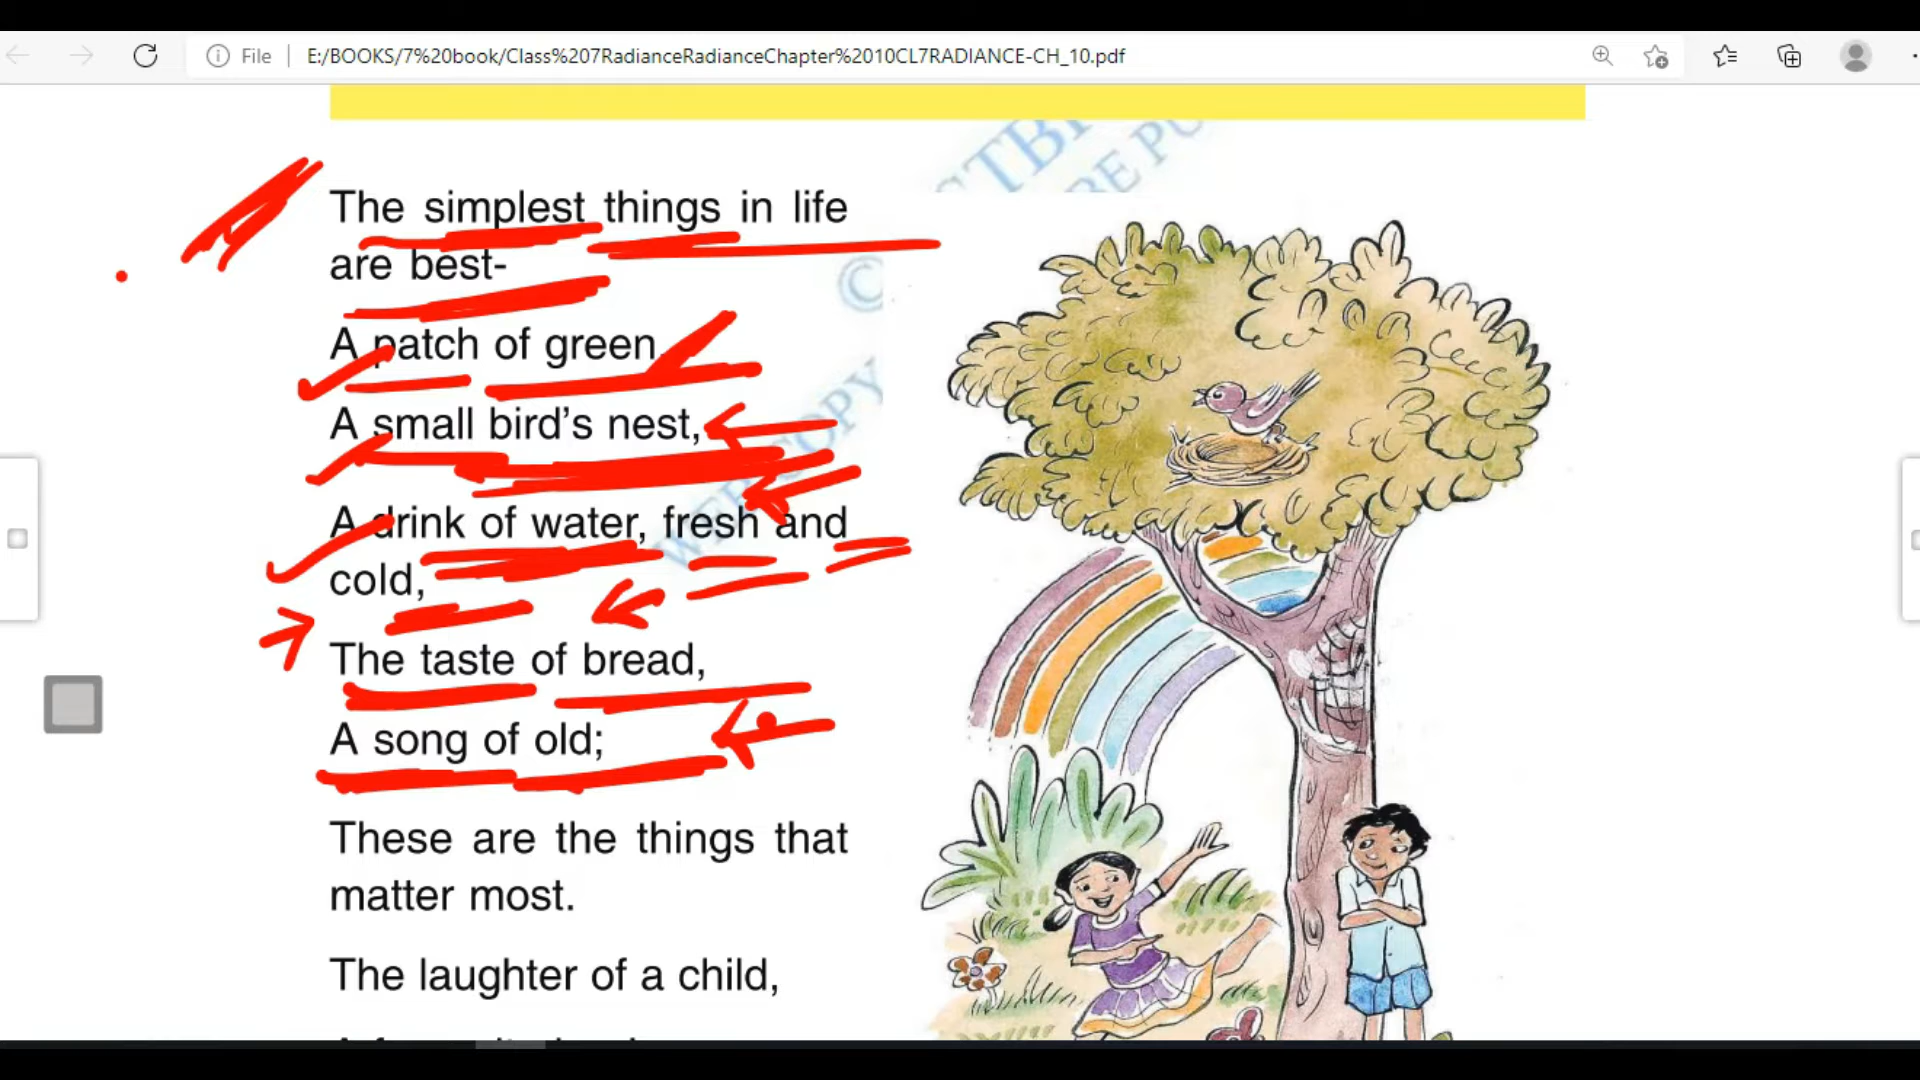 File
E:/BOOKS/7%20book/Class%207RadianceRadianceChapter%2010CL7RADIANCE-CH_10.pdf
The simplest things in life
are best-
A patch of green,
A small bird's nest,
A drink of water, fresh and
cold,
The taste of bread,
A song of old;
These are the things that
matter most.
The laughter of a child,